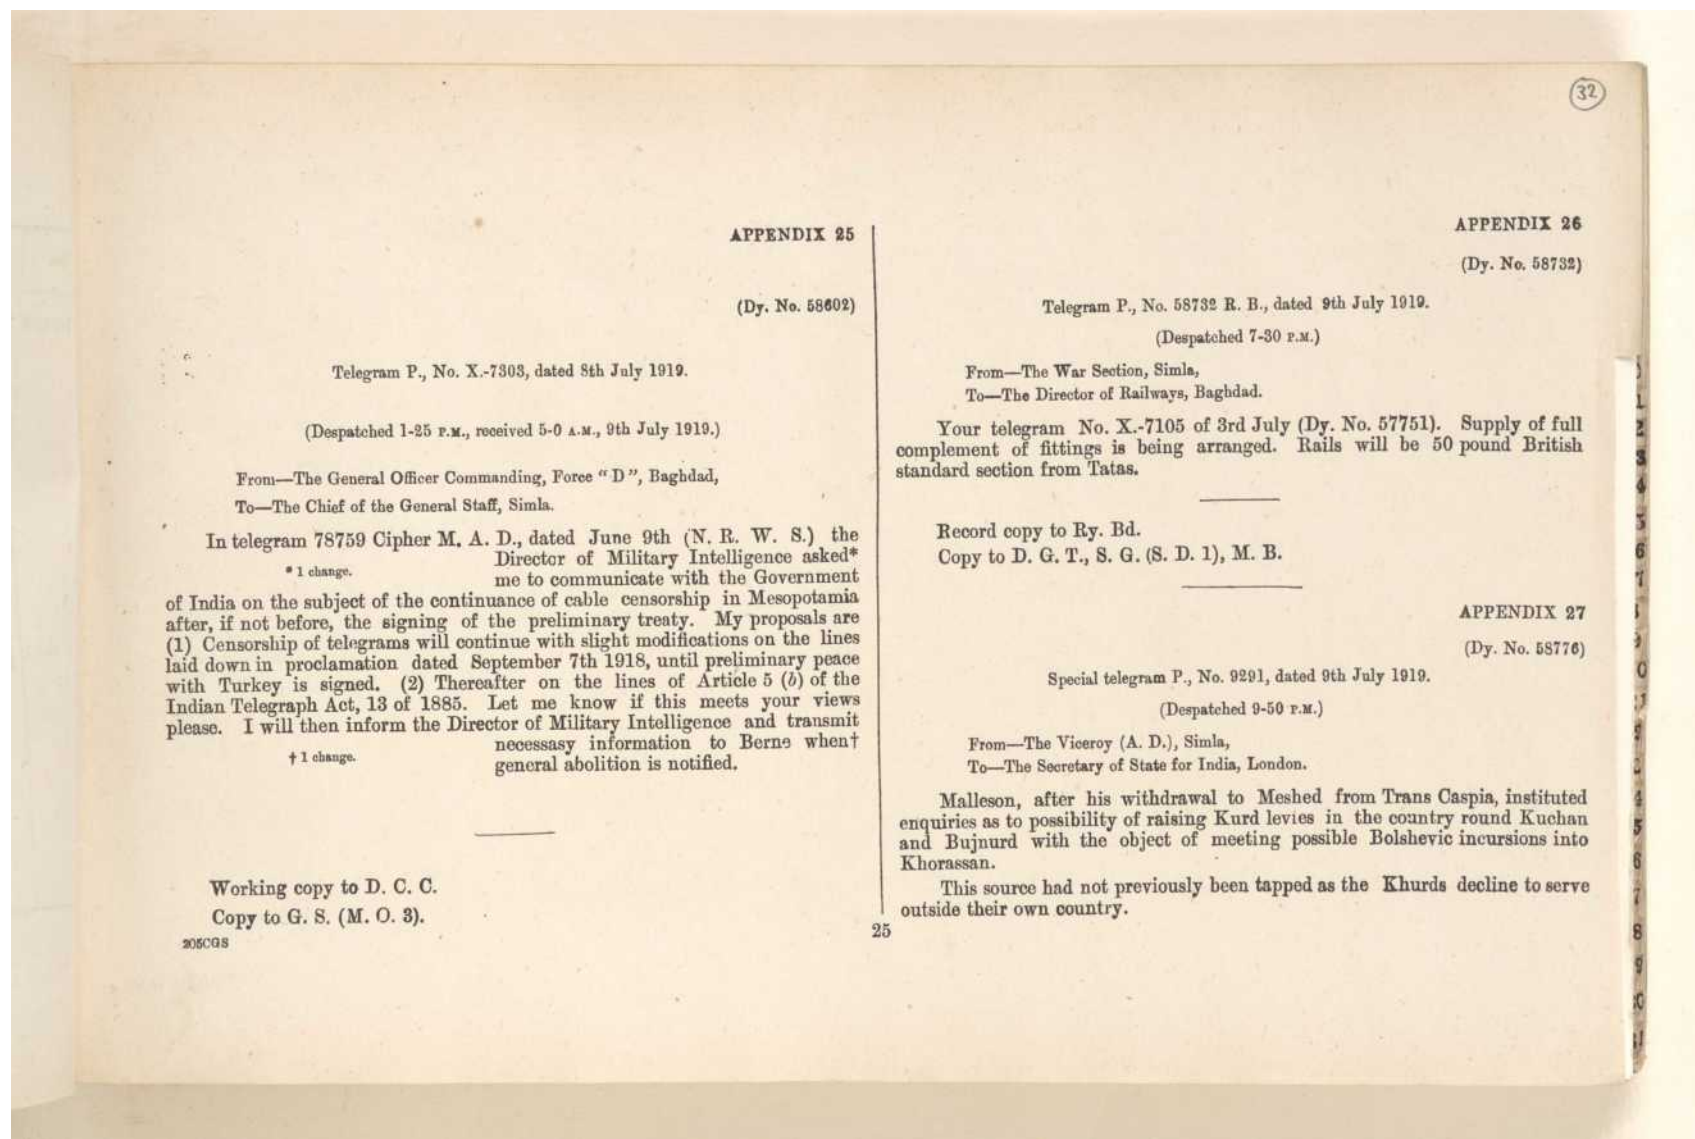 32
APPENDIX 25
(Dy. No. 58602)
Telegram P., No. X.-7303, dated 8th July 1919.
(Despatched 1-25 P.M., received 5-0 A.M., 9th July 1919.)
From—The General Officer Commanding, Force "D", Baghdad,
To—The Chief of the General Staff, Simla.
In telegram 78759 Cipher M. A. D., dated June 9th (N. R. W. S.) the
Director of Military Intelligence asked*
* 1 change.
me to communicate with the Government
of India on the subject of the continuance of cable censorship in Mesopotamia
after, if not before, the signing of the preliminary treaty. My proposals are
(1) Censorship of telegrams will continue with slight modifications on the lines
laid down in proclamation dated September 7th 1918, until preliminary peace
with Turkey is signed. (2) Thereafter on the lines of Article 5 (b) of the
Indian Telegraph Act, 13 of 1885. Let me know if this meets your views
please. I will then inform the Director of Military Intelligence and transmit
necessasy information to Berne when†
† 1 change.
general abolition is notified.
Working copy to D. C. C.
Copy to G. S. (M. O. 3).
205CGS
APPENDIX 26
(Dy. No. 58732)
Telegram P., No. 58732 R. B., dated 9th July 1919.
(Despatched 7-30 P.M.)
From—The War Section, Simla,
To—The Director of Railways, Baghdad.
Your telegram No. X.-7105 of 3rd July (Dy. No. 57751). Supply of full
complement of fittings is being arranged. Rails will be 50 pound British
standard section from Tatas.
Record copy to Ry. Bd.
Copy to D. G. T., S. G. (S. D. 1), M. B.
APPENDIX 27
(Dy. No. 58776)
Special telegram P., No. 9291, dated 9th July 1919.
(Despatched 9-50 P.M.)
From—The Viceroy (A. D.), Simla,
To—The Secretary of State for India, London.
Malleson, after his withdrawal to Meshed from Trans Caspia, instituted
enquiries as to possibility of raising Kurd levies in the country round Kuchan
and Bujnurd with the object of meeting possible Bolshevic incursions into
Khorassan.
This source had not previously been tapped as the Khurds decline to serve
outside their own country.
25